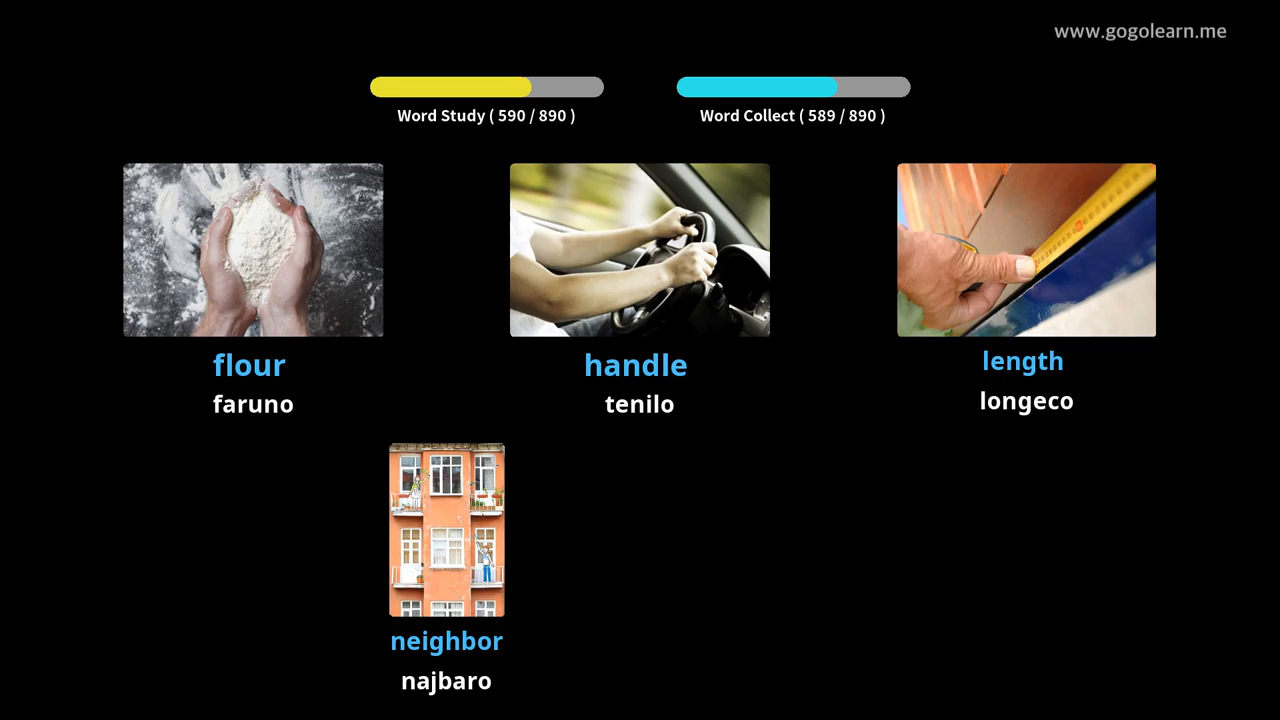 www.gogolearn.me
Word Study ( 590 / 890 )
Word Collect ( 589 / 890 )
flour
faruno
handle
tenilo
length
longeco
neighbor
najbaro